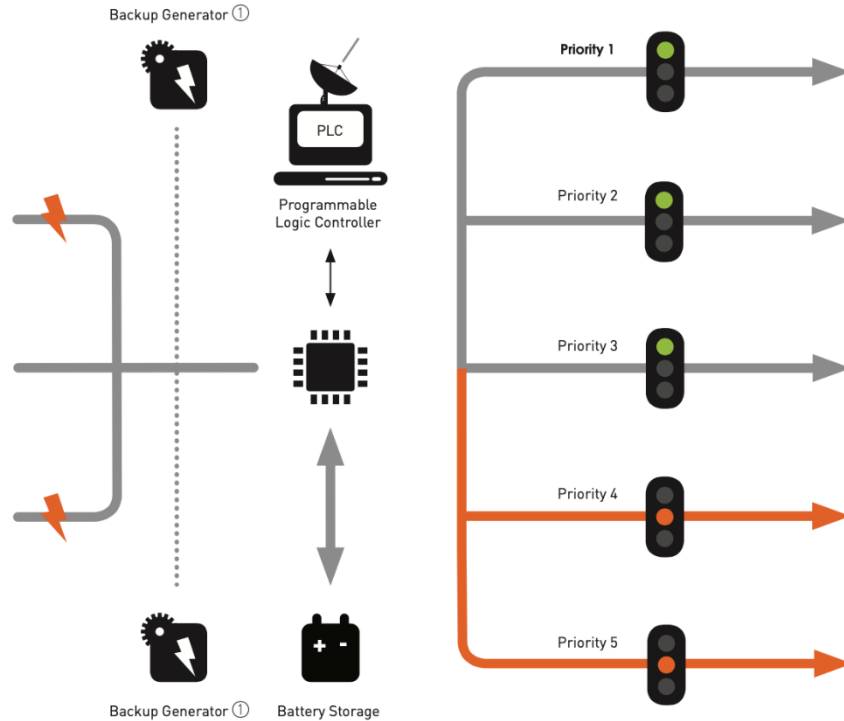 Backup Generator ①
PLC
Programmable
Logic Controller
Priority 1
Priority 2
Priority 3
Priority 4
Priority 5
Backup Generator ①
Battery Storage